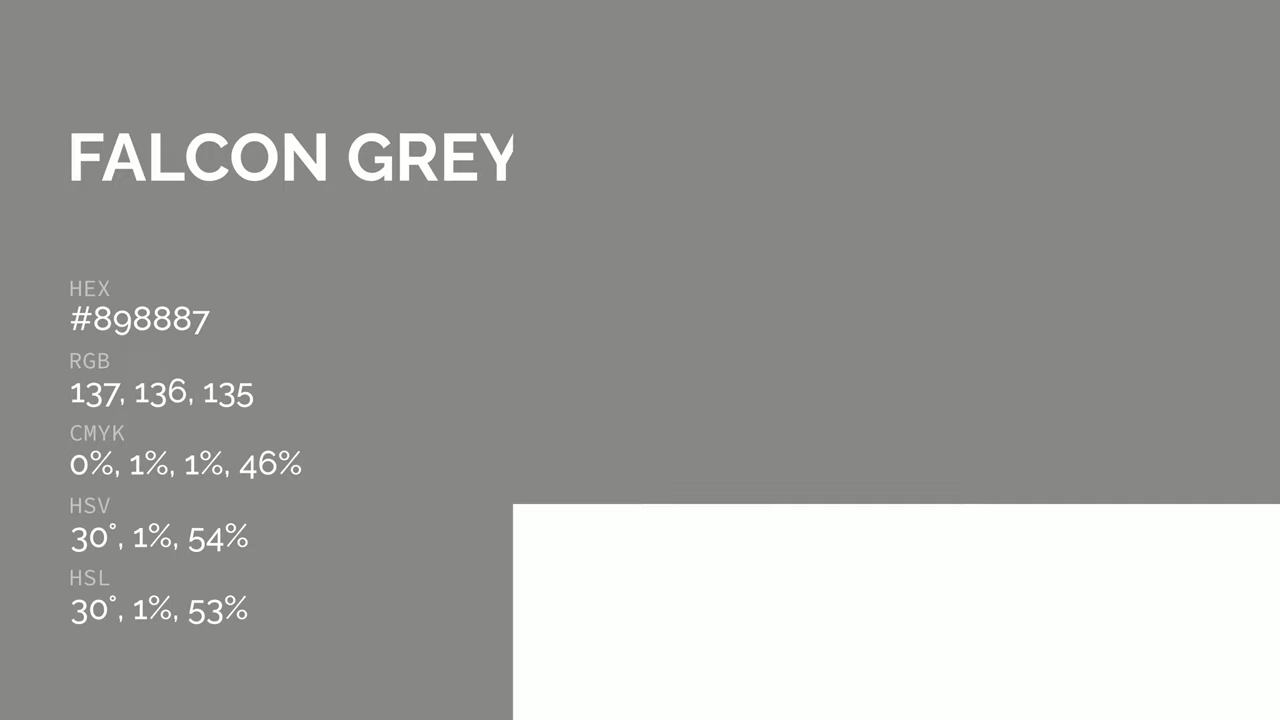 FALCON GREY
HEX
#898887
RGB
137, 136, 135
CMYK
0%, 1%, 1%, 46%
HSV
30°, 1%, 54%
HSL
30°, 1%, 53%